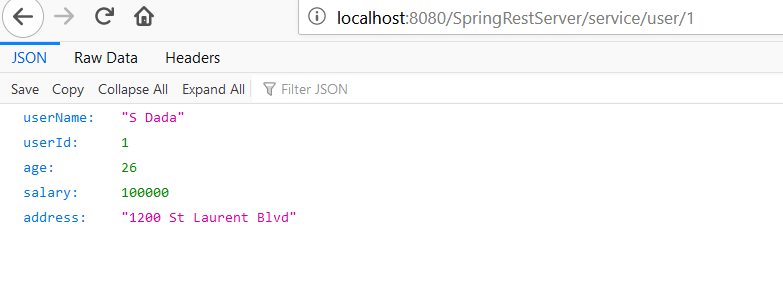 localhost:8080/SpringRestServer/service/user/1
JSON Raw Data Headers
Save Copy Collapse All Expand All Filter JSON
userName: "S Dada"
userId: 1
age: 26
salary: 100000
address: "1200 St Laurent Blvd"